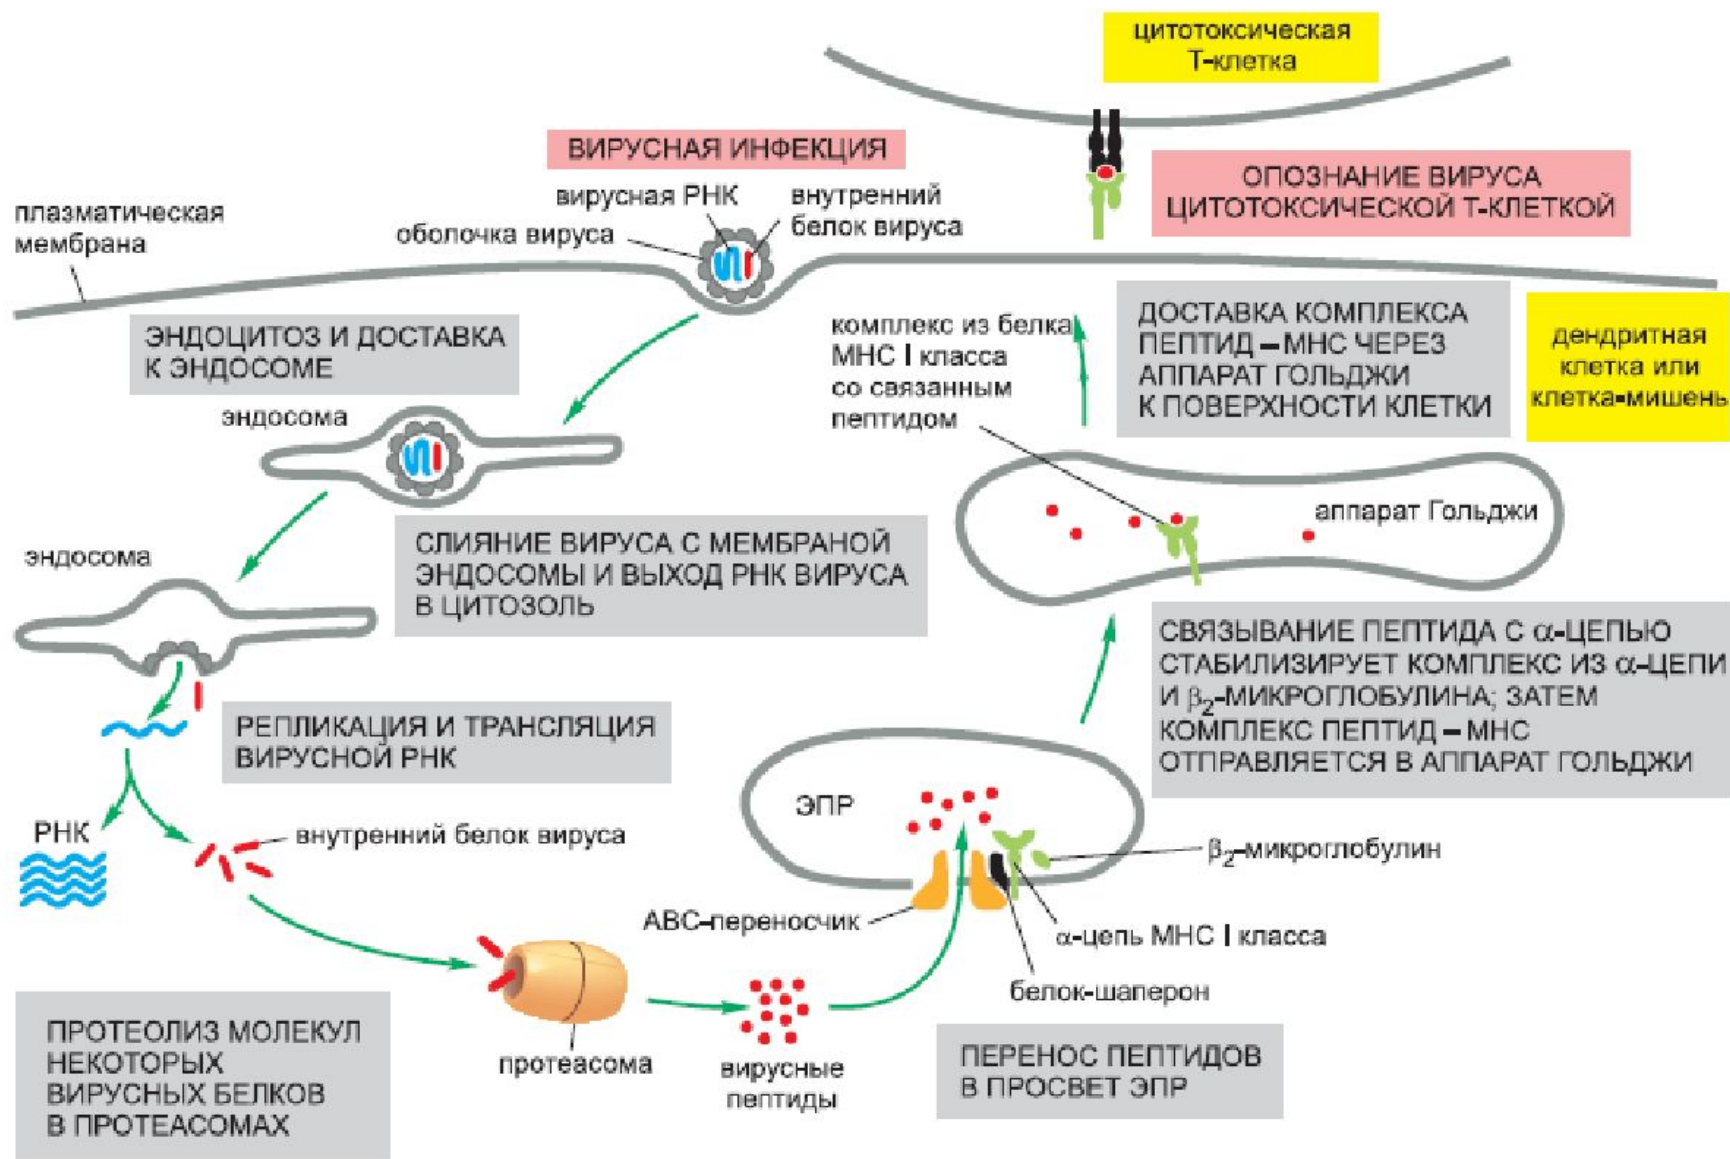 цитотоксическая
Т-клетка
ВИРУСНАЯ ИНФЕКЦИЯ
вирусная РНК
внутренний
белок вируса
оболочка вируса
плазматическая
мембрана
ОПОЗНАНИЕ ВИРУСА
ЦИТОТОКСИЧЕСКОЙ Т-КЛЕТКОЙ
ЭНДОЦИТОЗ И ДОСТАВКА
К ЭНДОСОМЕ
комплекс из белка
МНС I класса
со связанным
пептидом
ДОСТАВКА КОМПЛЕКСА
ПЕПТИД – МНС ЧЕРЕЗ
АППАРАТ ГОЛЬДЖИ
К ПОВЕРХНОСТИ КЛЕТКИ
дендритная
клетка или
клетка-мишень
эндосома
СЛИЯНИЕ ВИРУСА С МЕМБРАНОЙ
ЭНДОСОМЫ И ВЫХОД РНК ВИРУСА
В ЦИТОЗОЛЬ
аппарат Гольджи
эндосома
РЕПЛИКАЦИЯ И ТРАНСЛЯЦИЯ
ВИРУСНОЙ РНК
СВЯЗЫВАНИЕ ПЕПТИДА С α-ЦЕПЬЮ
СТАБИЛИЗИРУЕТ КОМПЛЕКС ИЗ α-ЦЕПИ
И β₂-МИКРОГЛОБУЛИНА; ЗАТЕМ
КОМПЛЕКС ПЕПТИД – МНС
ОТПРАВЛЯЕТСЯ В АППАРАТ ГОЛЬДЖИ
РНК
внутренний белок вируса
ЭПР
β₂-микроглобулин
АВС-переносчик
α-цепь МНС I класса
белок-шаперон
протеасома
вирусные
пептиды
ПРОТЕОЛИЗ МОЛЕКУЛ
НЕКОТОРЫХ
ВИРУСНЫХ БЕЛКОВ
В ПРОТЕАСОМАХ
ПЕРЕНОС ПЕПТИДОВ
В ПРОСВЕТ ЭПР